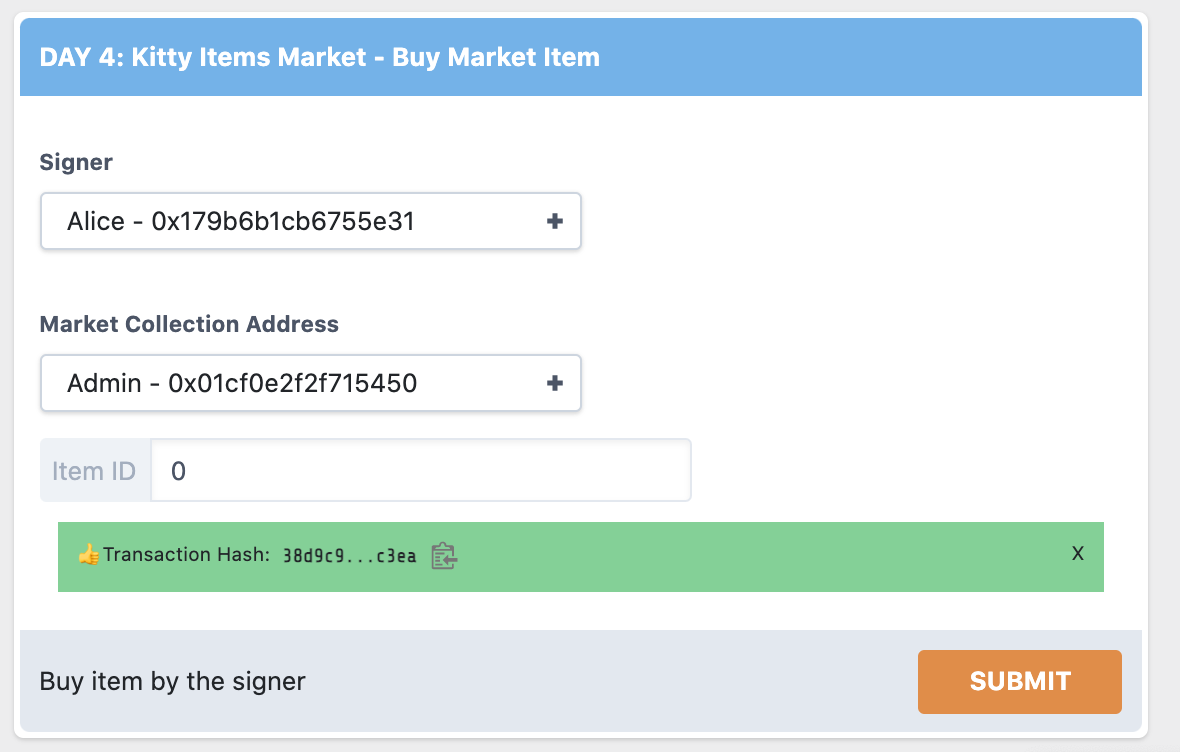 DAY 4: Kitty Items Market - Buy Market Item
Signer
Alice - 0x179b6b1cb6755e31 +
Market Collection Address
Admin - 0x01cf0e2f2f715450 +
Item ID 0
👍Transaction Hash: 38d9c9...c3ea X
Buy item by the signer SUBMIT